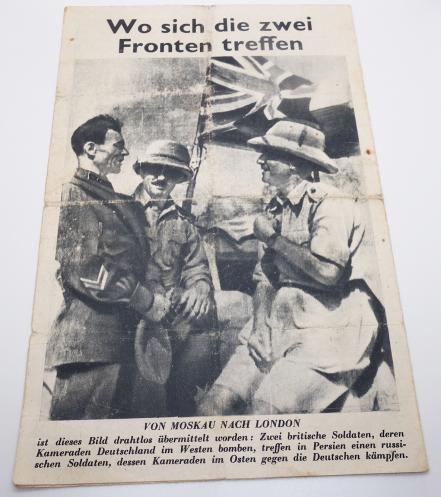 Wo sich die zwei
Fronten treffen
VON MOSKAU NACH LONDON
ist dieses Bild drahtlos übermittelt worden: Zwei britische Soldaten, deren
Kameraden Deutschland im Westen bomben, treffen in Persien einen russi-
schen Soldaten, dessen Kameraden im Osten gegen die Deutschen kämpfen.